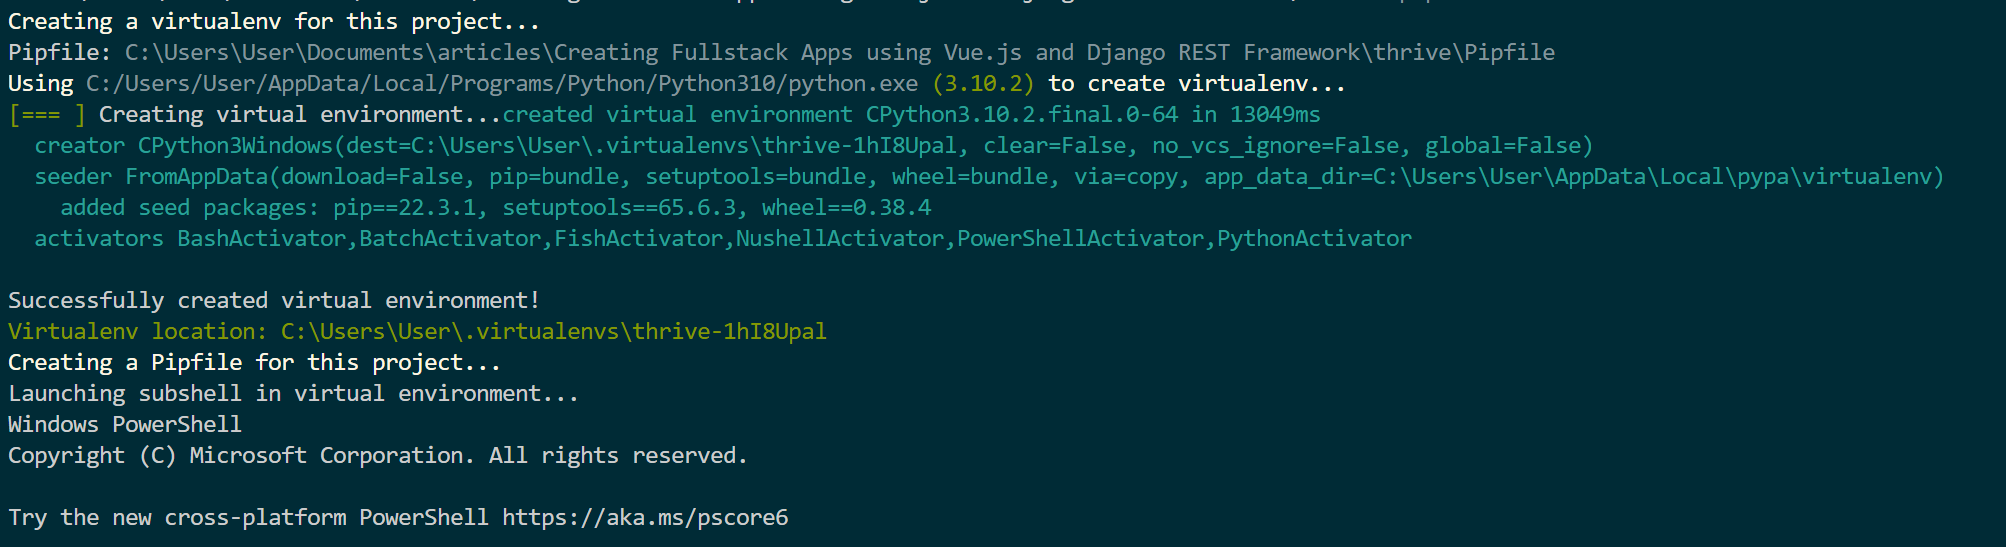 Creating a virtualenv for this project...
Pipfile: C:\Users\User\Documents\articles\Creating Fullstack Apps using Vue.js and Django REST Framework\thrive\Pipfile
Using C:/Users/User/AppData/Local/Programs/Python/Python310/python.exe (3.10.2) to create virtualenv...
[=== ] Creating virtual environment...created virtual environment CPython3.10.2.final.0-64 in 13049ms
  creator CPython3Windows(dest=C:\Users\User\.virtualenvs\thrive-1hI8Upal, clear=False, no_vcs_ignore=False, global=False)
  seeder FromAppData(download=False, pip=bundle, setuptools=bundle, wheel=bundle, via=copy, app_data_dir=C:\Users\User\AppData\Local\pypa\virtualenv)
    added seed packages: pip==22.3.1, setuptools==65.6.3, wheel==0.38.4
  activators BashActivator,BatchActivator,FishActivator,NushellActivator,PowerShellActivator,PythonActivator
Successfully created virtual environment!
Virtualenv location: C:\Users\User\.virtualenvs\thrive-1hI8Upal
Creating a Pipfile for this project...
Launching subshell in virtual environment...
Windows PowerShell
Copyright (C) Microsoft Corporation. All rights reserved.
Try the new cross-platform PowerShell https://aka.ms/pscore6